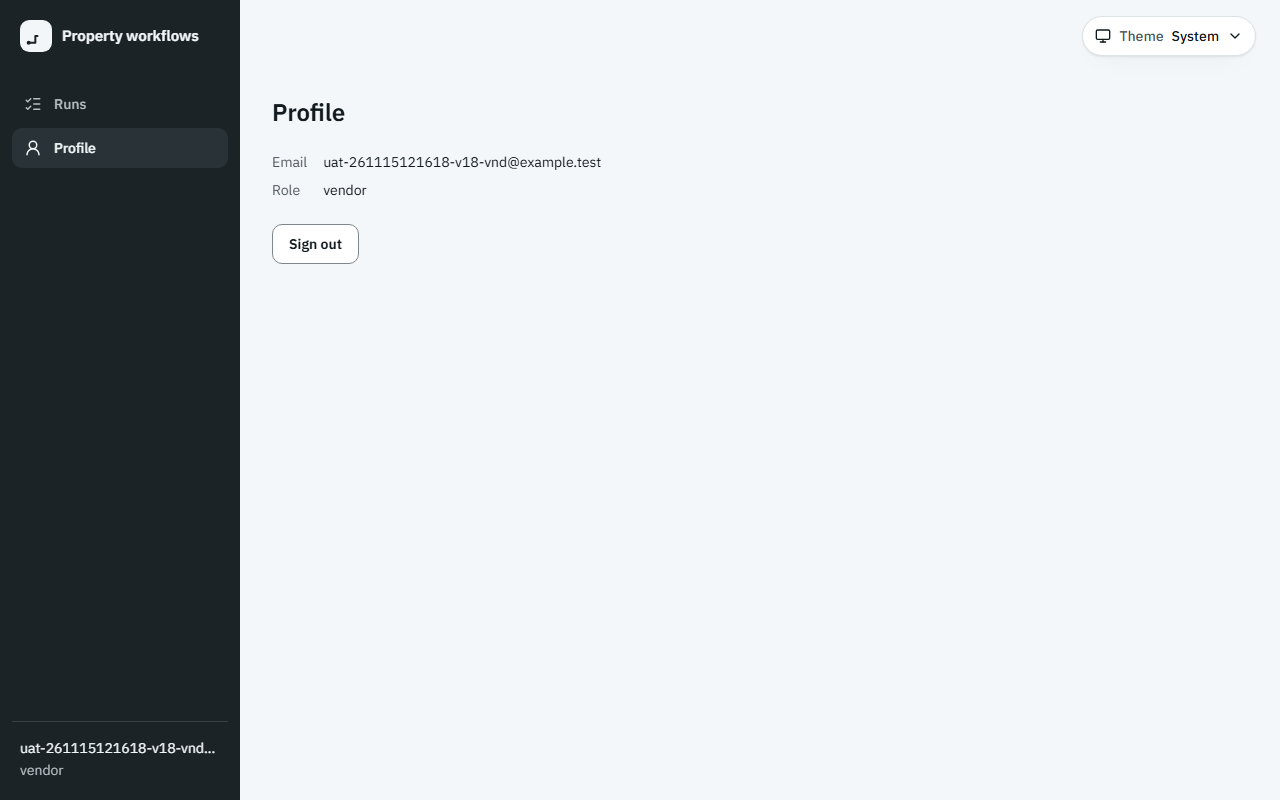 Property workflows
Theme System
Runs
Profile
Profile
Email uat-261115121618-v18-vnd@example.test
Role vendor
Sign out
uat-261115121618-v18-vnd...
vendor